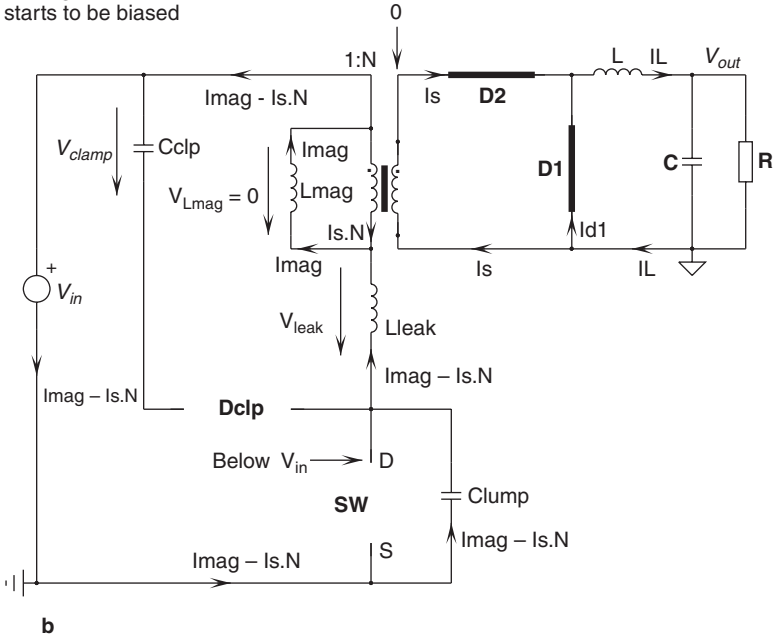 starts to be biased
0
1:N
L
IL
Vout
Imag - Is.N
Is
D2
Vclamp
Cclp
Imag
VLmag = 0
Lmag
D1
C
R
Is.N
Id1
Imag
Is
IL
+
Vin
Vleak
Lleak
Imag – Is.N
Imag – Is.N
Dclp
Below Vin
D
SW
Clump
S
Imag – Is.N
Imag – Is.N
b